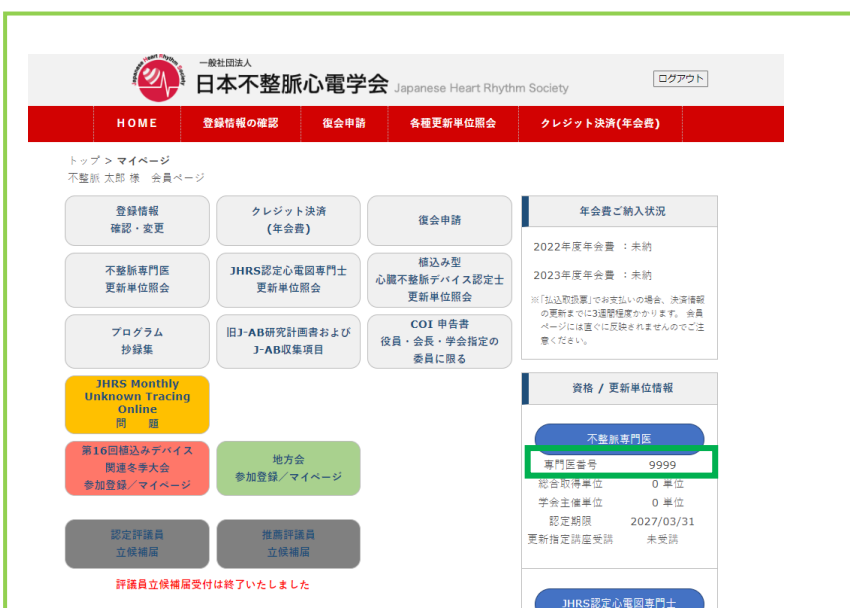 一般社団法人
日本不整脈心電学会 Japanese Heart Rhythm Society
ログアウト
HOME 登録情報の確認 復会申請 各種更新単位照会 クレジット決済(年会費)
トップ > マイページ
不整脈 太郎 様 会員ページ
登録情報
確認・変更
クレジット決済
(年会費)
復会申請
不整脈専門医
更新単位照会
JHRS認定心電図専門士
更新単位照会
植込み型
心臓不整脈デバイス認定士
更新単位照会
プログラム
抄録集
旧J-AB研究計画書および
J-AB収集項目
COI 申告書
役員・会長・学会指定の
委員に限る
JHRS Monthly
Unknown Tracing
Online
問 題
第16回植込みデバイス
関連冬季大会
参加登録／マイページ
地方会
参加登録／マイページ
認定評議員
立候補届
推薦評議員
立候補届
評議員立候補届受付は終了いたしました
年会費ご納入状況
2022年度年会費 ：未納
2023年度年会費 ：未納
※「払込取扱票」でお支払いの場合、決済情報
の更新までに3週間程度かかります。 会員
ページには直ぐに反映されませんのでご注
意ください。
資格 / 更新単位情報
不整脈専門医
専門医番号 9999
総合取得単位 0 単位
学会主催単位 0 単位
認定期限 2027/03/31
更新指定講座受講 未受講
JHRS認定心電図専門士